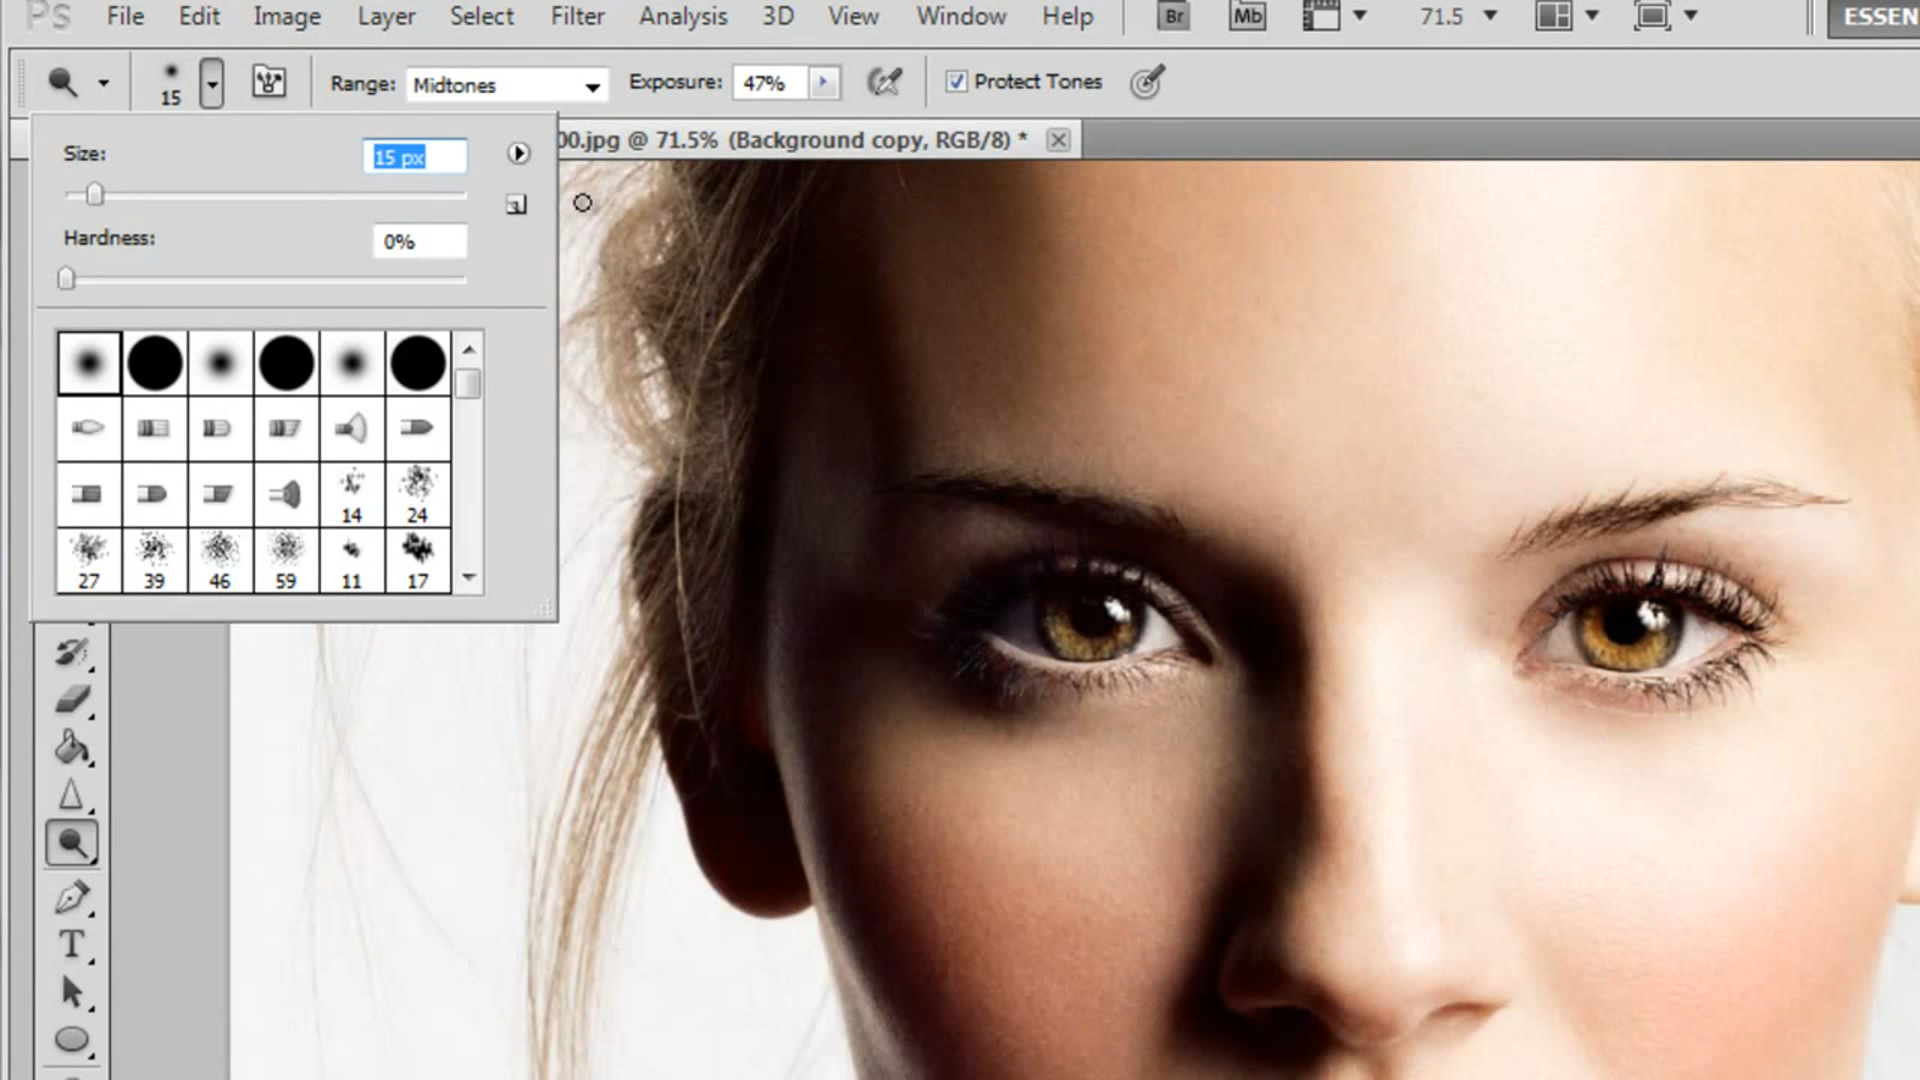 Ps File Edit Image Layer Select Filter Analysis 3D View Window Help Br Mb 71.5 ESSEN
15 Range: Midtones Exposure: 47% Protect Tones
00.jpg @ 71.5% (Background copy, RGB/8) *
Size: 15 px
Hardness: 0%
14 24
27 39 46 59 11 17
T